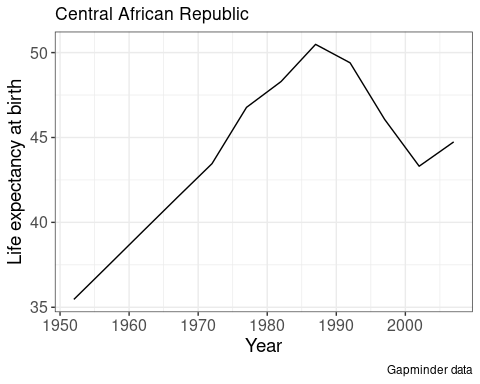 Central African Republic
Life expectancy at birth
50
45
40
35
1950 1960 1970 1980 1990 2000
Year
Gapminder data